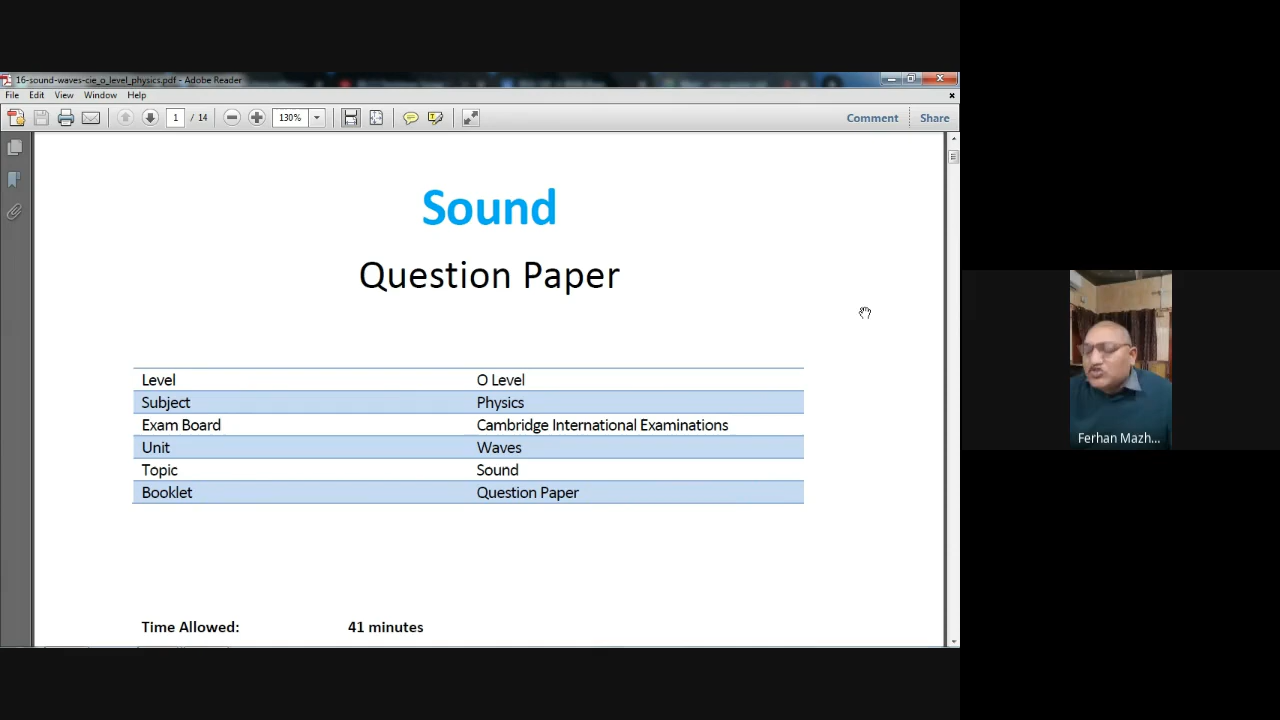 16-sound-waves-cie_o_level_physics.pdf - Adobe Reader
File Edit View Window Help
1 / 14 130% Comment Share
Sound
Question Paper
Level O Level
Subject Physics
Exam Board Cambridge International Examinations
Unit Waves
Topic Sound
Booklet Question Paper
Time Allowed: 41 minutes
Ferhan Mazh...